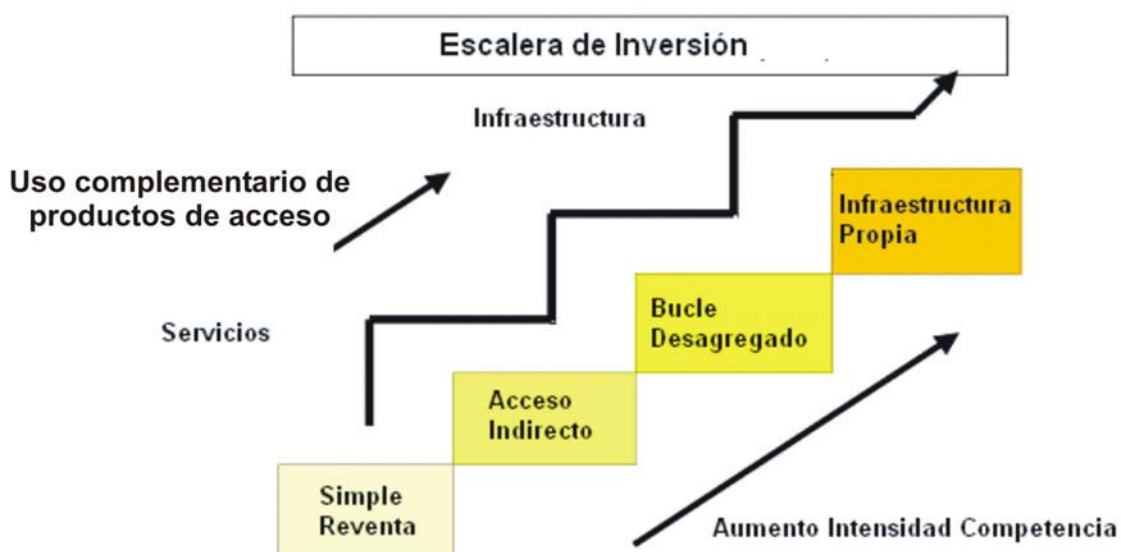 Escalera de Inversión
Infraestructura
Uso complementario de
productos de acceso
Infraestructura
Propia
Servicios
Bucle
Desagregado
Acceso
Indirecto
Simple
Reventa
Aumento Intensidad Competencia